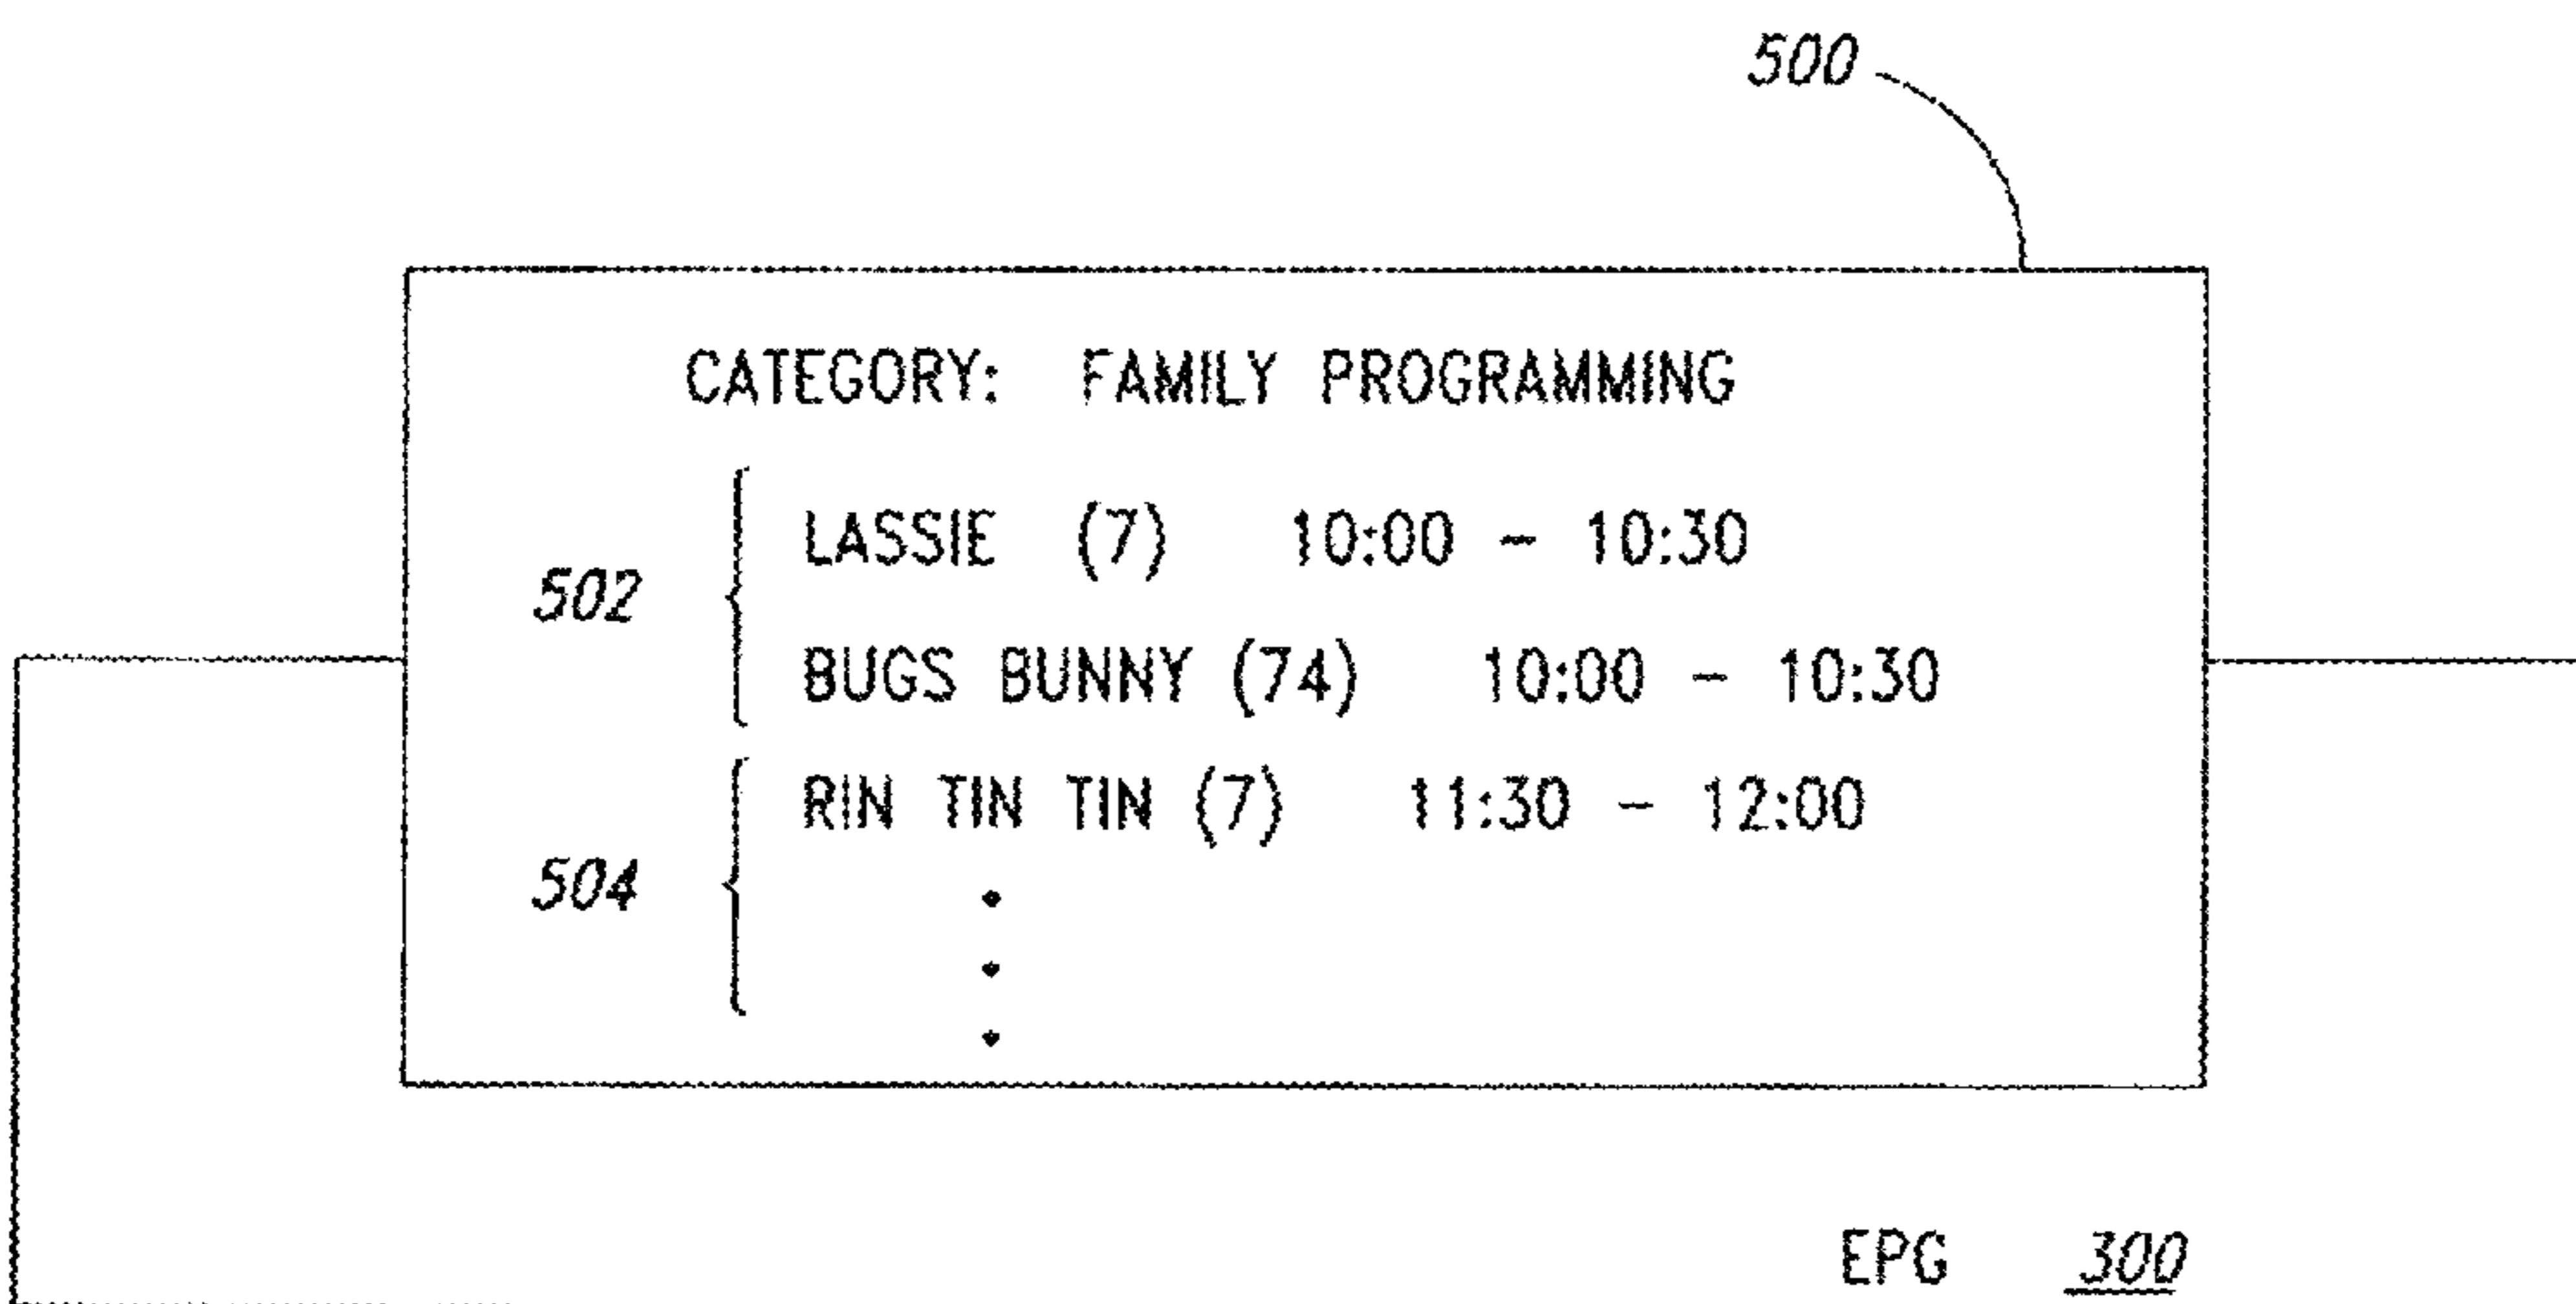 500
CATEGORY: FAMILY PROGRAMMING
LASSIE (7) 10:00 - 10:30
502
BUGS BUNNY (74) 10:00 - 10:30
RIN TIN TIN (7) 11:30 - 12:00
504
EPG 300